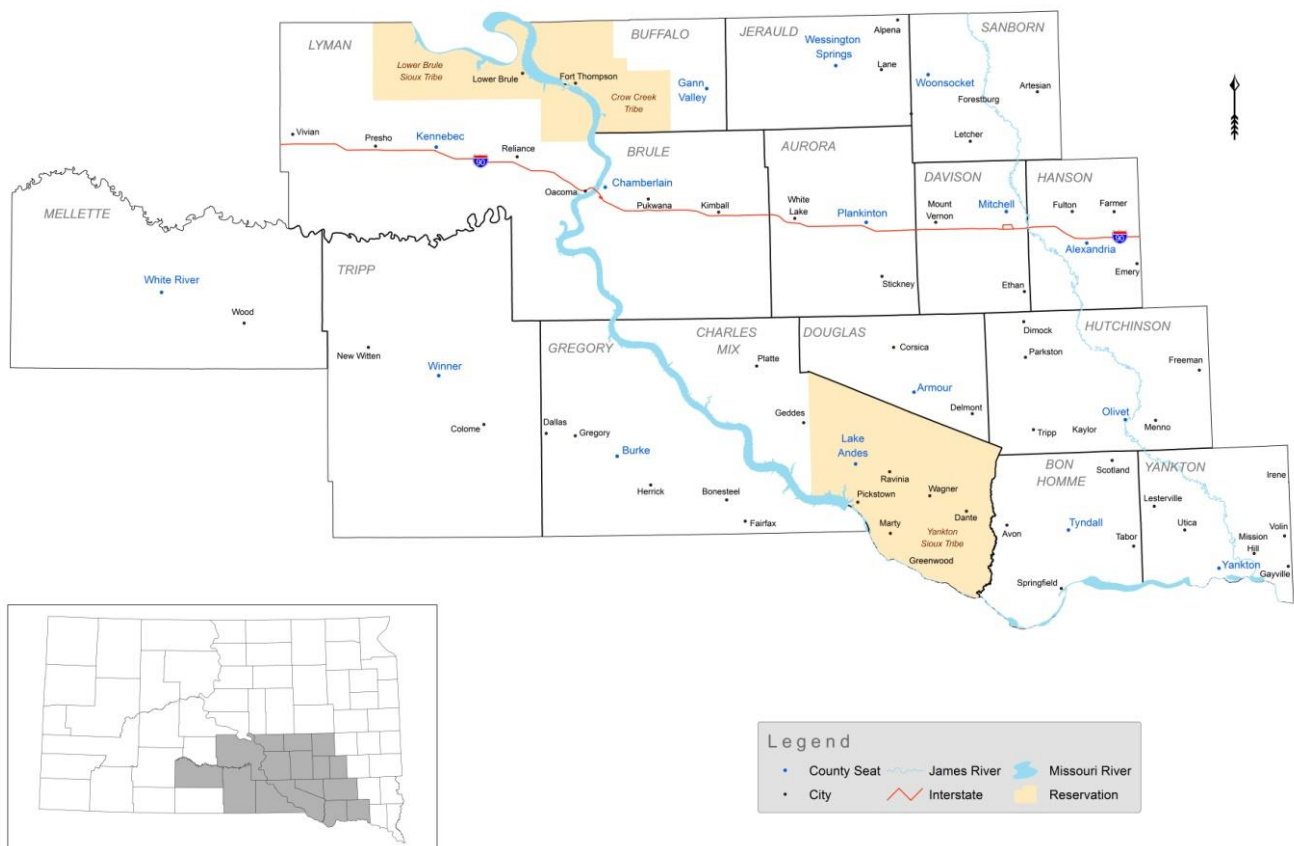 LYMAN
BUFFALO
JERAULD
SANBORN
Alpena
Wessington
Springs
Lane
Woonsocket
Artesian
Forestburg
Letcher
Lower Brule
Sioux Tribe
Lower Brule
Fort Thompson
Gann
Valley
Crow Creek
Tribe
Vivian
Presho
Kennebec
90
Reliance
Oacoma
BRULE
Chamberlain
Pukwana
Kimball
AURORA
White
Lake
Plankinton
Stickney
DAVISON
Mount
Vernon
Mitchell
Ethan
HANSON
Fulton
Farmer
90
Alexandria
Emery
MELLETTE
White River
Wood
TRIPP
New Witten
Winner
Colome
GREGORY
Dallas
Gregory
Burke
Herrick
Bonesteel
Fairfax
CHARLES
MIX
Platte
Geddes
Lake
Andes
Ravinia
Pickstown
Wagner
Dante
Marty
Yankton
Sioux Tribe
Greenwood
DOUGLAS
Corsica
Armour
Delmont
HUTCHINSON
Dimock
Parkston
Freeman
Olivet
Tripp
Kaylor
Menno
BON
HOMME
Scotland
Avon
Tyndall
Tabor
Springfield
YANKTON
Irene
Lesterville
Utica
Volin
Mission
Hill
Yankton
Gayville
Legend
County Seat
James River
Missouri River
City
Interstate
Reservation